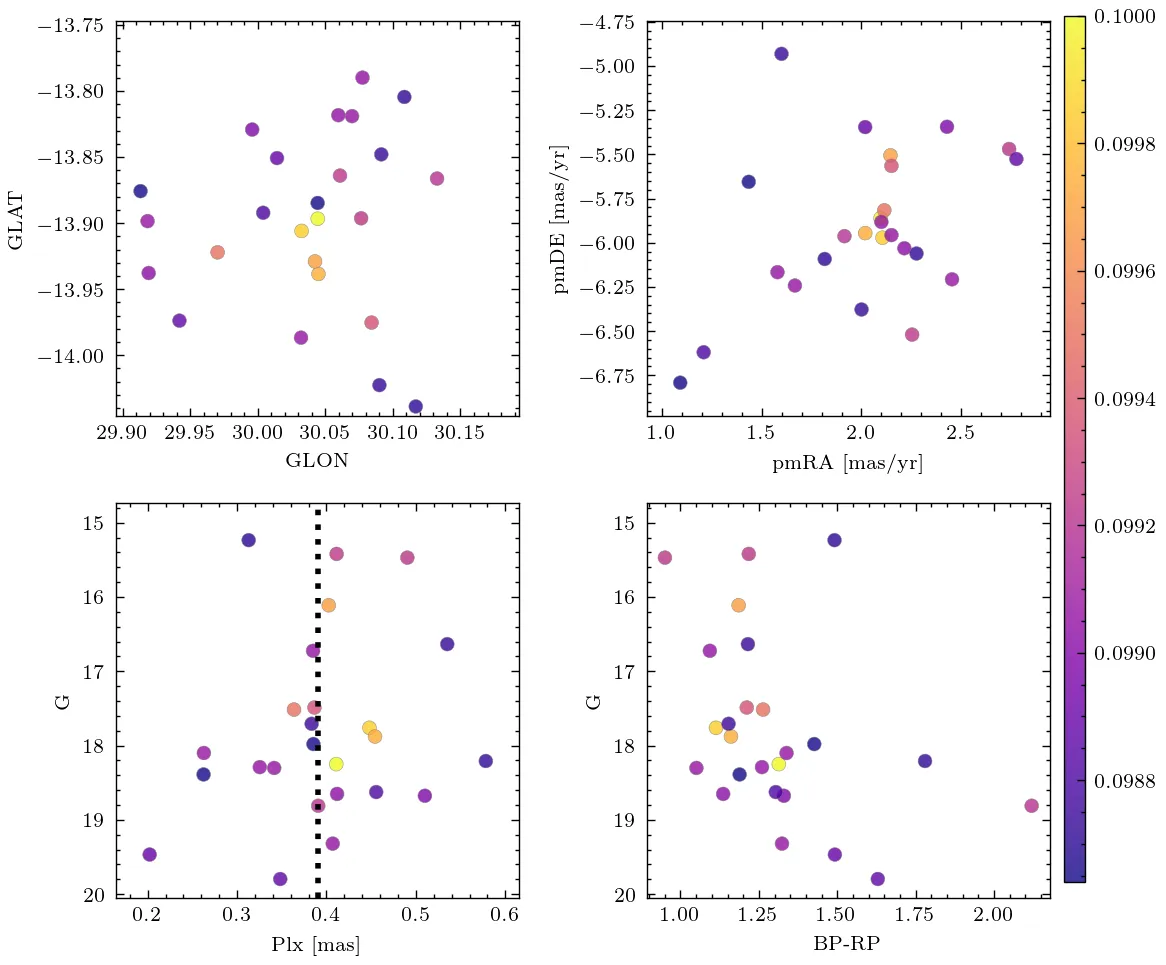 −13.75
−13.80
−13.85
−13.90
−13.95
−14.00
GLAT
29.90 29.95 30.00 30.05 30.10 30.15
GLON
−4.75
−5.00
−5.25
−5.50
−5.75
−6.00
−6.25
−6.50
−6.75
pmDE [mas/yr]
1.0 1.5 2.0 2.5
pmRA [mas/yr]
0.1000
0.0998
0.0996
0.0994
0.0992
0.0990
0.0988
15
16
17
18
19
20
G
0.2 0.3 0.4 0.5 0.6
Plx [mas]
15
16
17
18
19
20
G
1.00 1.25 1.50 1.75 2.00
BP-RP